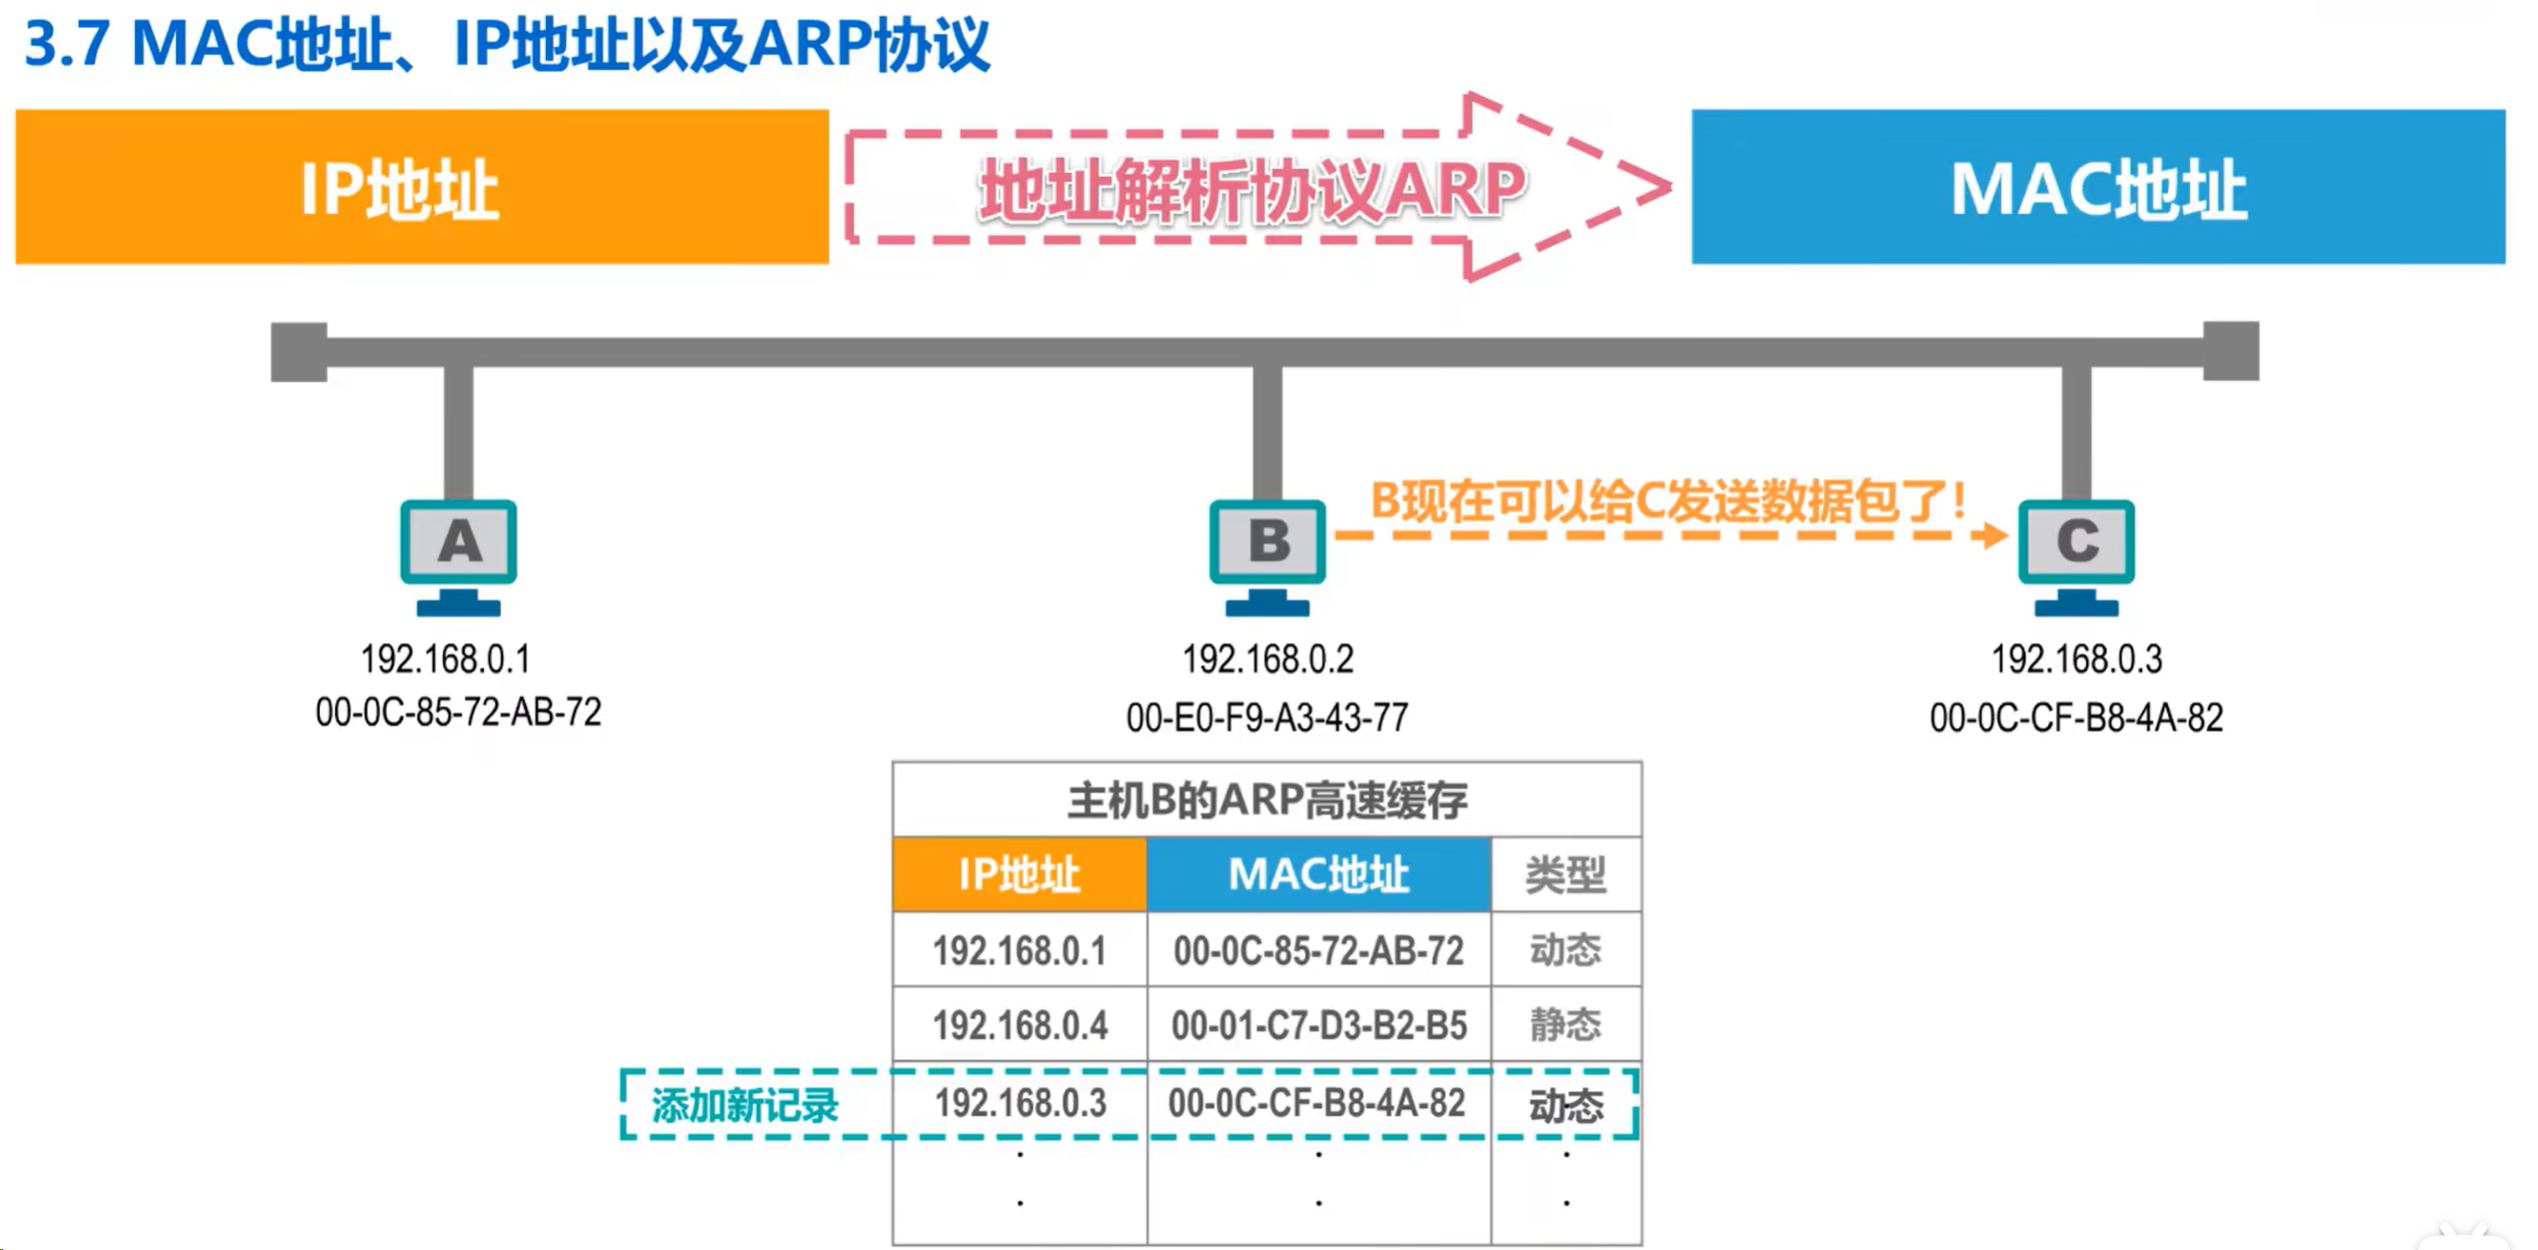 3.7 MAC地址、IP地址以及ARP协议
IP地址
地址解析协议ARP
MAC地址
B现在可以给C发送数据包了!
A
B
C
192.168.0.1
192.168.0.2
192.168.0.3
00-0C-85-72-AB-72
00-E0-F9-A3-43-77
00-0C-CF-B8-4A-82
主机B的ARP高速缓存
IP地址 MAC地址 类型
192.168.0.1 00-0C-85-72-AB-72 动态
192.168.0.4 00-01-C7-D3-B2-B5 静态
添加新记录 192.168.0.3 00-0C-CF-B8-4A-82 动态